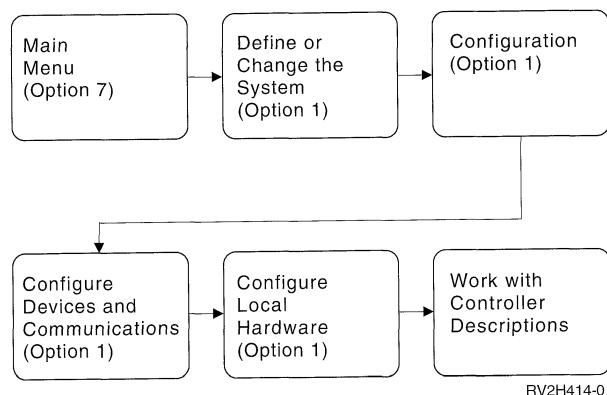 Main
Menu
(Option 7)
Define or
Change the
System
(Option 1)
Configuration
(Option 1)
Configure
Devices and
Communications
(Option 1)
Configure
Local
Hardware
(Option 1)
Work with
Controller
Descriptions
RV2H414-0